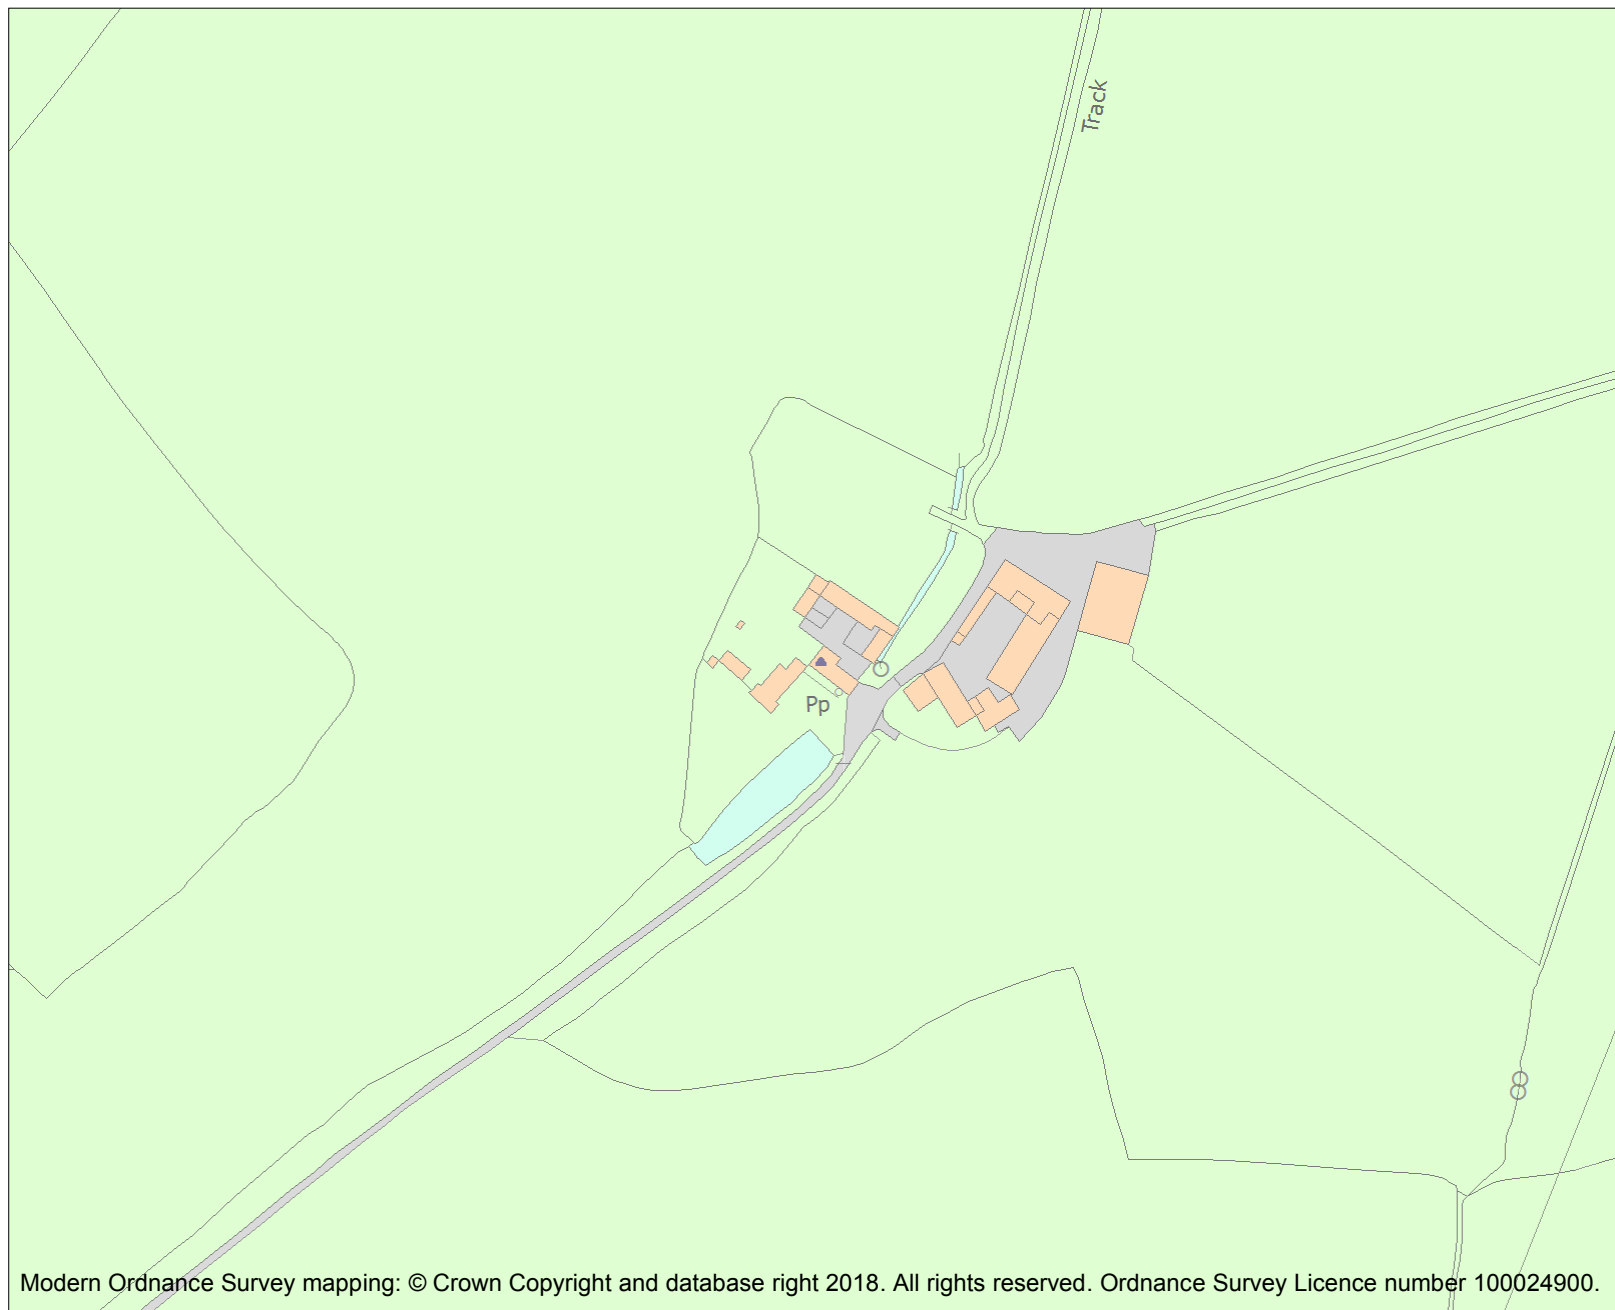 Track
Pp
Modern Ordnance Survey mapping: © Crown Copyright and database right 2018. All rights reserved. Ordnance Survey Licence number 100024900.